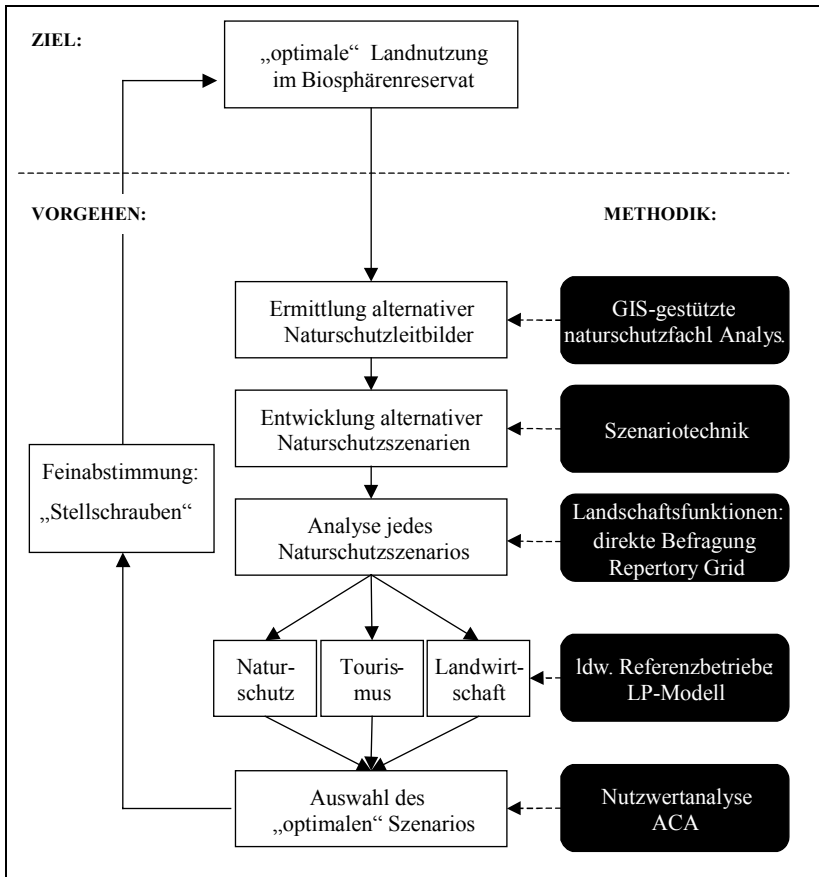 ZIEL:
„optimale“ Landnutzung
im Biosphärenreservat
VORGEHEN:
METHODIK:
Ermittlung alternativer
Naturschutzleitbilder
GIS-gestützte
naturschutzfachl Analys.
Entwicklung alternativer
Naturschutzszenarien
Szenariotechnik
Feinabstimmung:
„Stellschrauben“
Analyse jedes
Naturschutzszenarios
Landschaftsfunktionen:
direkte Befragung
Repertory Grid
Natur-
schutz
Touris-
mus
Landwirt-
schaft
ldw. Referenzbetriebe:
LP-Modell
Auswahl des
„optimalen“ Szenarios
Nutzwertanalyse
ACA